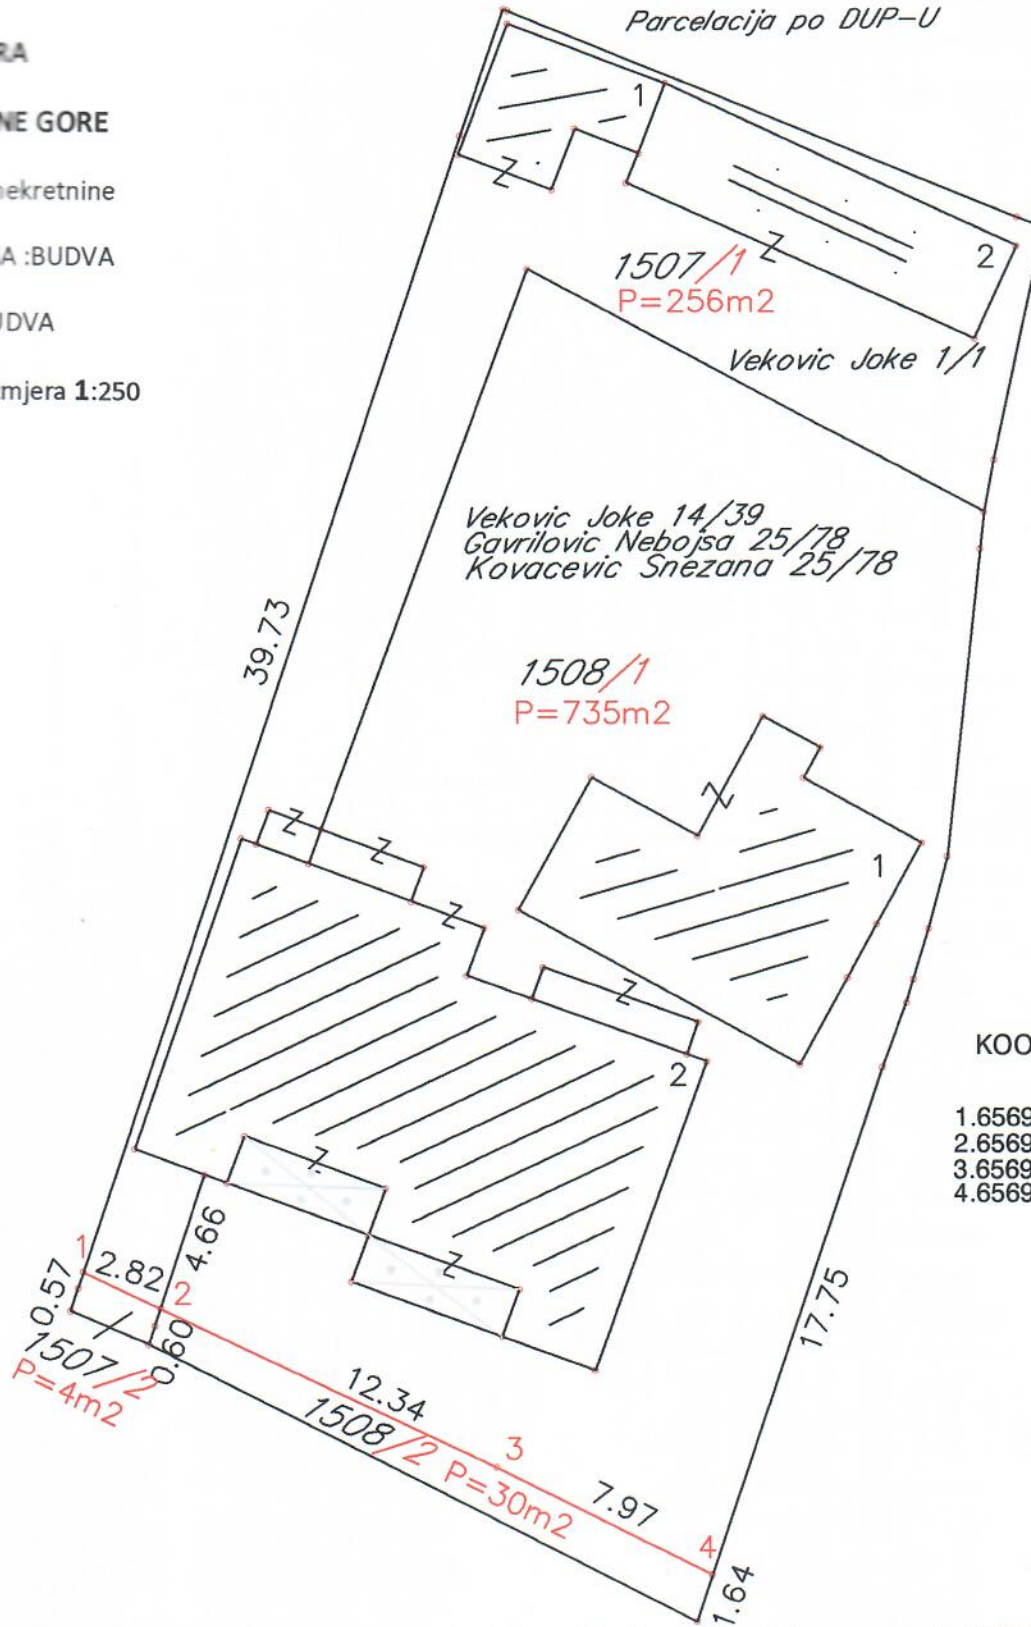 Parcelacija po DUP-U
RA
NE GORE
nekretnine
A :BUDVA
UDVA
mjera 1:250
1
2
1507/1
P=256m2
Vekovic Joke 1/1
Vekovic Joke 14/39
Gavrilovic Nebojsa 25/78
Kovacevic Snezana 25/78
39.73
1508/1
P=735m2
1
2
KOO
1.6569
2.6569
3.6569
4.6569
1
2.82
2
4.66
0.57
0.60
1507/2
P=4m2
12.34
1508/2 P=30m2
3
7.97
4
17.75
1.64